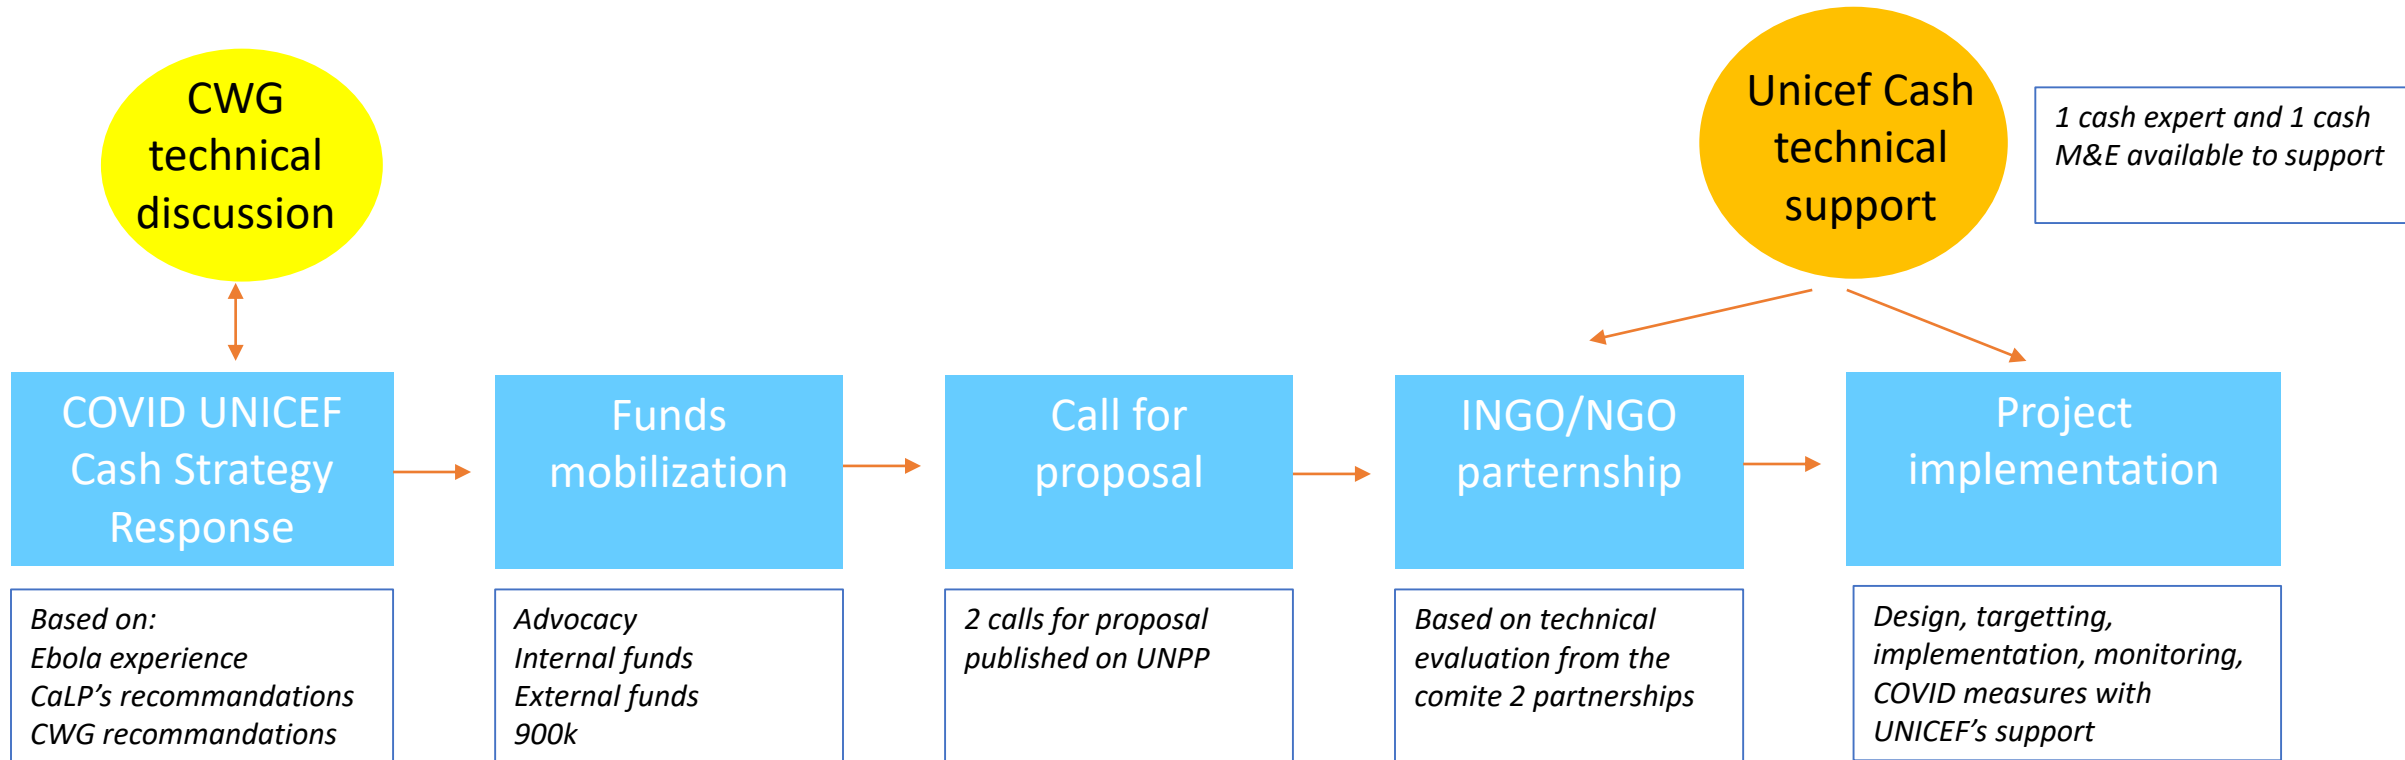 CWG
technical
discussion
Unicef Cash
technical
support
1 cash expert and 1 cash
M&E available to support
COVID UNICEF
Cash Strategy
Response
Funds
mobilization
Call for
proposal
INGO/NGO
parternship
Project
implementation
Based on:
Ebola experience
CaLP’s recommandations
CWG recommandations
Advocacy
Internal funds
External funds
900k
2 calls for proposal
published on UNPP
Based on technical
evaluation from the
comite 2 partnerships
Design, targetting,
implementation, monitoring,
COVID measures with
UNICEF’s support